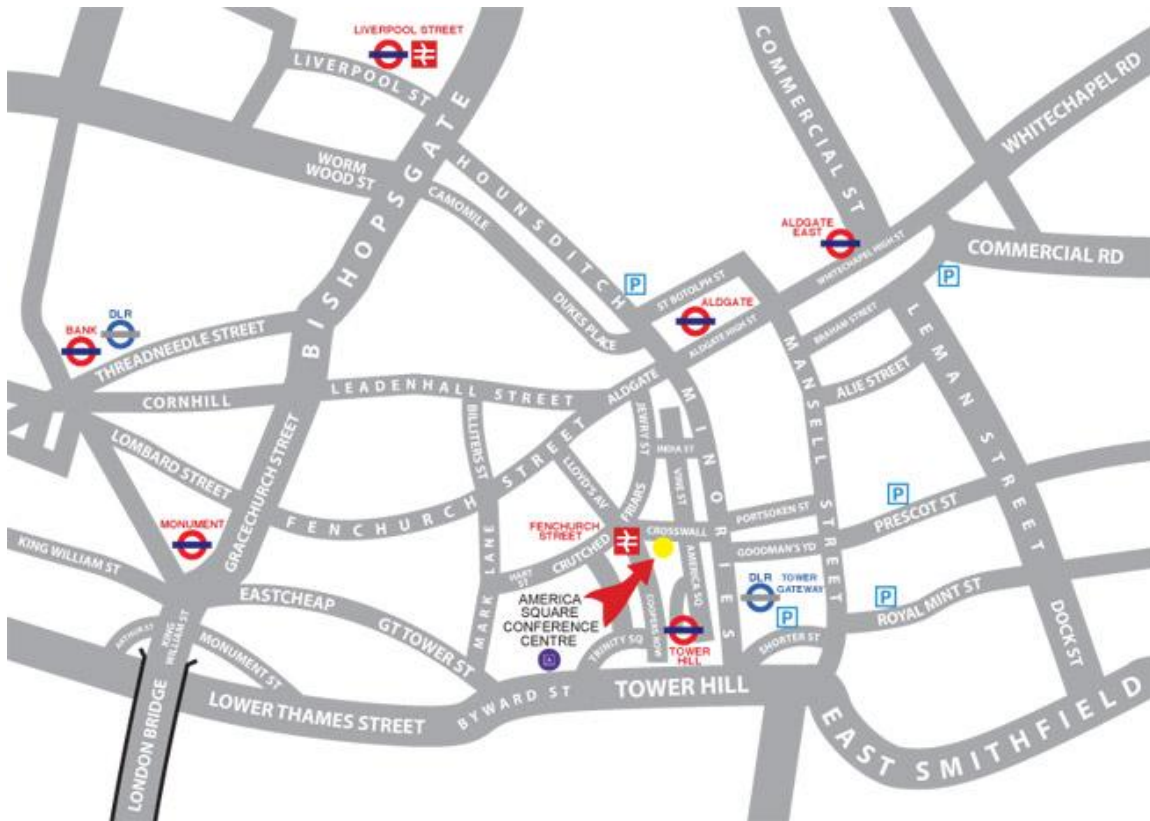 LIVERPOOL STREET
LIVERPOOL ST
COMMERCIAL ST
WHITECHAPEL RD
BISHOPSGATE
WORM
WOOD ST
CAMOMILE
HOUNSDITCH
DUKES PLACE
ALDGATE
EAST
WHITECHAPEL HIGH ST
COMMERCIAL RD
P
P
ST BOTOLPH ST
ALDGATE
ALDGATE HIGH ST
BANK
DLR
THREADNEEDLE STREET
BRAHAM STREET
LEMAN STREET
MANSELL STREET
ALIE STREET
CORNHILL
LEADENHALL STREET
ALDGATE
MINORIES
JEWRY ST
BILLITERS ST
LOMBARD STREET
GRACECHURCH STREET
FENCHURCH STREET
LLOYD'S AV
INDIA ST
VINE ST
P
PRESCOT ST
PORTSOKEN ST
MONUMENT
KING WILLIAM ST
FENCHURCH
STREET
CRUTCHED FRIARS
CROSSWALL
GOODMAN'S YD
HART
ST
MARK LANE
AMERICA SQ
DLR
TOWER
GATEWAY
P
P
ROYAL MINT ST
EASTCHEAP
AMERICA
SQUARE
CONFERENCE
CENTRE
COOPERS ROW
GT TOWER ST
ARTHUR ST
KING
WILLIAM ST
MONUMENT ST
TRINITY SQ
TOWER
HILL
SHORTER ST
DOCK ST
LOWER THAMES STREET
BYWARD ST
TOWER HILL
EAST SMITHFIELD
LONDON BRIDGE